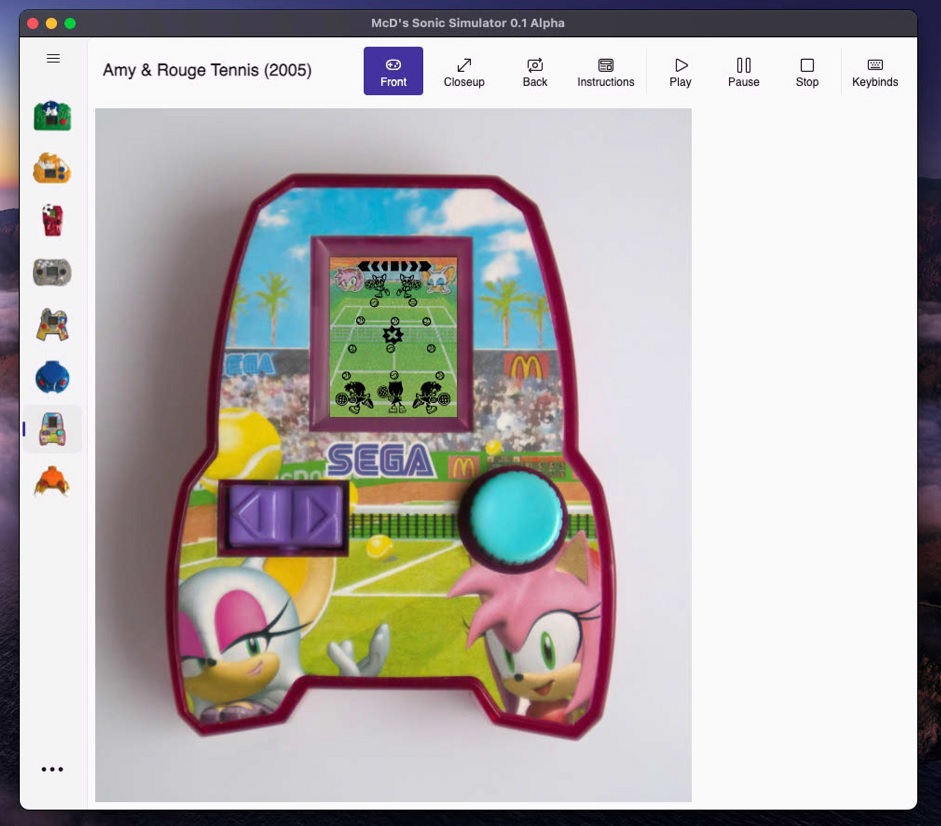 McD's Sonic Simulator 0.1 Alpha
Amy & Rouge Tennis (2005)
Front
Closeup
Back
Instructions
Play
Pause
Stop
Keybinds
SEGA
SEGA